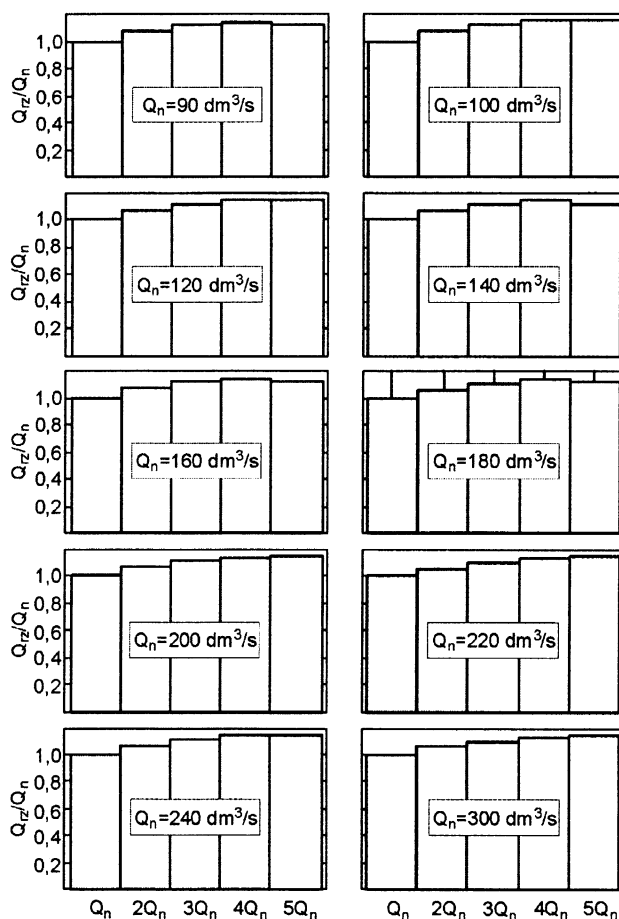 Q_rz/Q_n
1,0
0,8
0,6
0,4
0,2
Q_n=90 dm³/s
Q_n=100 dm³/s
Q_rz/Q_n
1,0
0,8
0,6
0,4
0,2
Q_n=120 dm³/s
Q_n=140 dm³/s
Q_rz/Q_n
1,0
0,8
0,6
0,4
0,2
Q_n=160 dm³/s
Q_n=180 dm³/s
Q_rz/Q_n
1,0
0,8
0,6
0,4
0,2
Q_n=200 dm³/s
Q_n=220 dm³/s
Q_rz/Q_n
1,0
0,8
0,6
0,4
0,2
Q_n=240 dm³/s
Q_n=300 dm³/s
Q_n 2Q_n 3Q_n 4Q_n 5Q_n
Q_n 2Q_n 3Q_n 4Q_n 5Q_n